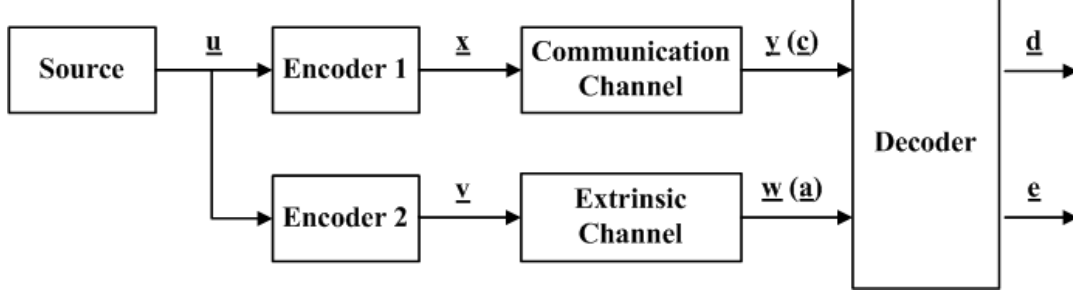 Source
u
Encoder 1
x
Communication
Channel
y (c)
d
Decoder
Encoder 2
v
Extrinsic
Channel
w (a)
e